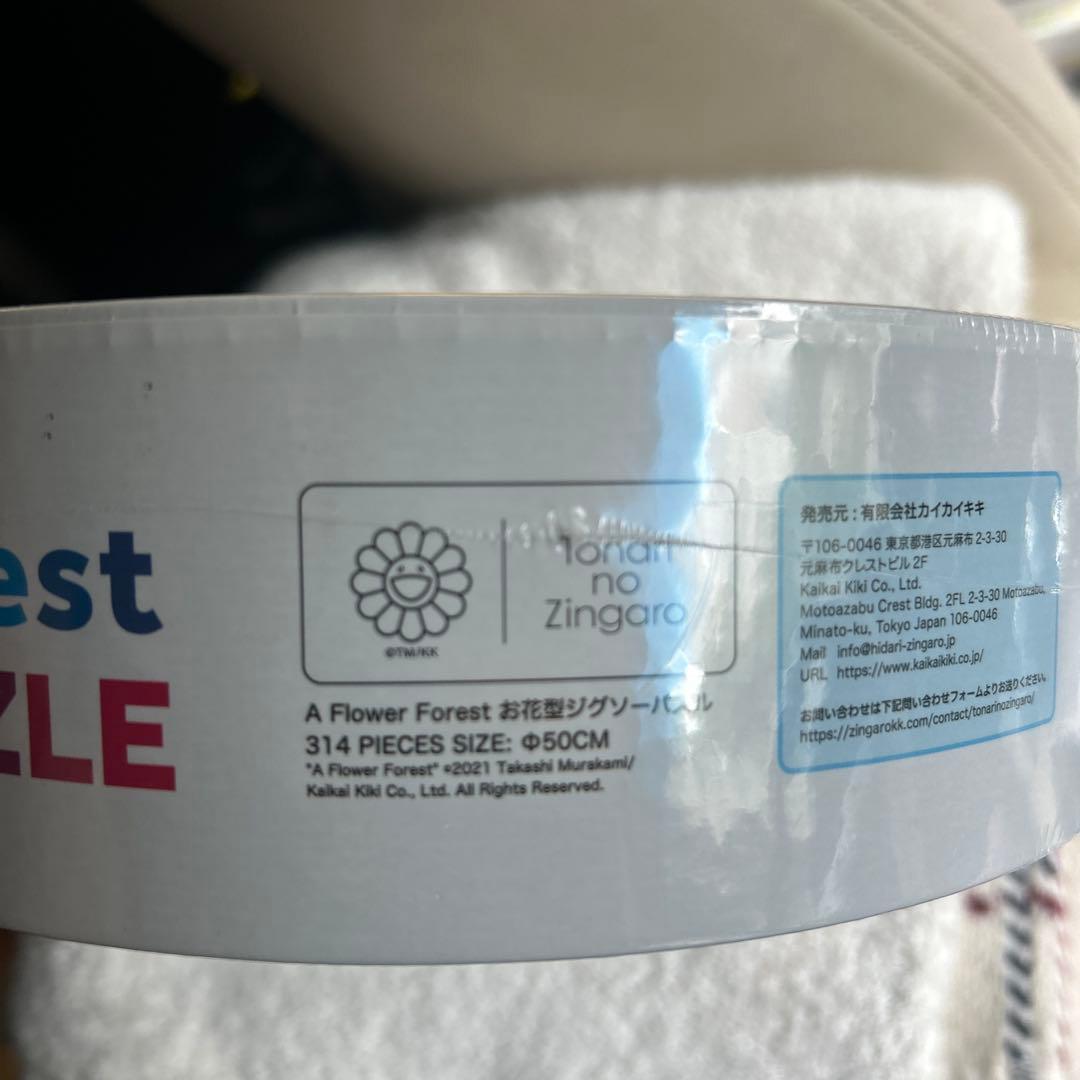 est
ZLE
©TM/KK
Tonari
no
Zingaro
A Flower Forest お花型ジグソーパズル
314 PIECES SIZE: Φ50CM
"A Flower Forest" ©2021 Takashi Murakami/
Kaikai Kiki Co., Ltd. All Rights Reserved.
発売元 : 有限会社カイカイキキ
〒106-0046 東京都港区元麻布 2-3-30
元麻布クレストビル 2F
Kaikai Kiki Co., Ltd.
Motoazabu Crest Bldg. 2FL 2-3-30 Motoazabu,
Minato-ku, Tokyo Japan 106-0046
Mail info@hidari-zingaro.jp
URL https://www.kaikaikiki.co.jp/
お問い合わせは下記問い合わせフォームよりお送りください。
https://zingarokk.com/contact/tonarinozingaro/